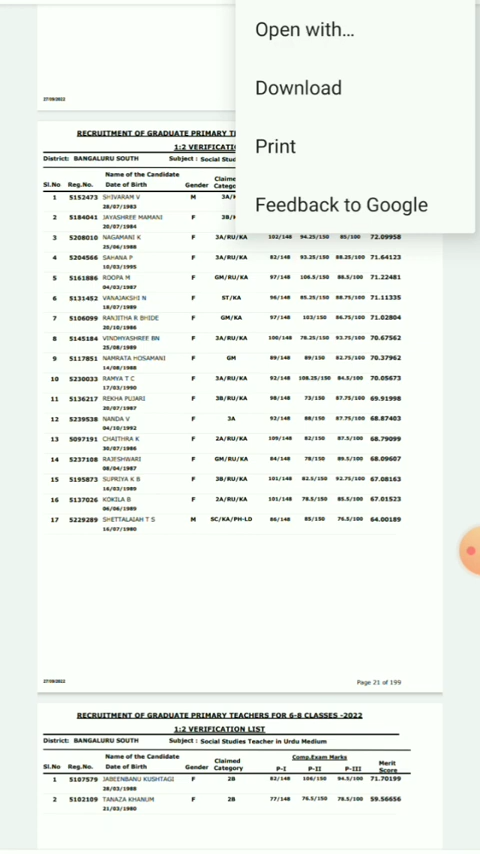 Open with...
Download
Print
Feedback to Google
27/09/2022
RECRUITMENT OF GRADUATE PRIMARY
1:2 VERIFICATION
District: BANGALURU SOUTH Subject : Social
Name of the Candidate
Sl.No Reg.No. Date of Birth Gender Claimed
1 5152473 SHIVARAM V M
28/07/1983
2 5184041 JAYASHREE MAMANI F
20/07/1984
3 5208010 NAGAMANI K F 3A/RU/KA 102/148 94.25/150 85/100 72.09958
25/06/1988
4 5204566 SAHANA P F 3A/RU/KA 82/148 93.25/150 88.25/100 71.64123
10/03/1995
5 5161886 ROOPA M F GM/RU/KA 97/148 106.5/150 88.5/100 71.22481
04/03/1987
6 5131452 VANAJAKSHI N F ST/KA 96/148 85.25/150 88.75/100 71.11335
18/07/1989
7 5106099 RANJITHA R BHIDE F GM/KA 97/148 103/150 86.75/100 71.02804
20/10/1986
8 5145184 VINDHYASHREE BN F 3A/RU/KA 100/148 78.25/150 93.75/100 70.67562
25/08/1989
9 5117851 NAMRATA HOSAMANI F GM 89/148 89/150 82.75/100 70.37962
14/08/1988
10 5230033 RAMYA T C F 3A/RU/KA 92/148 108.25/150 84.5/100 70.05673
17/03/1990
11 5136217 REKHA PUJARI F 3B/RU/KA 98/148 73/150 87.75/100 69.91998
20/07/1987
12 5239538 NANDA V F 3A 92/148 88/150 87.75/100 68.87403
04/10/1992
13 5097191 CHAITHRA K F 2A/RU/KA 109/148 82/150 87.5/100 68.79099
30/07/1986
14 5237108 RAJESHWARI F GM/RU/KA 84/148 78/150 89.5/100 68.09607
08/04/1987
15 5195873 SUPRIYA K B F 3B/RU/KA 101/148 82.5/150 92.75/100 67.08163
16/03/1989
16 5137026 KOKILA B F 2A/RU/KA 101/148 78.5/150 85.5/100 67.01523
06/06/1989
17 5229289 SHETTALAIAH T S M SC/KA/PH-LD 86/148 85/150 76.5/100 64.00189
16/07/1980
27/09/2022 Page 21 of 199
RECRUITMENT OF GRADUATE PRIMARY TEACHERS FOR 6-8 CLASSES -2022
1:2 VERIFICATION LIST
District: BANGALURU SOUTH Subject : Social Studies Teacher in Urdu Medium
Name of the Candidate Claimed Comp.Exam Marks Merit
Sl.No Reg.No. Date of Birth Gender Category P-I P-II P-III Score
1 5107579 JABEENBANU KUSHTAGI F 2B 82/148 106/150 94.5/100 71.70199
28/03/1988
2 5102109 TANAZA KHANUM F 2B 77/148 76.5/150 78.5/100 59.56656
21/03/1980